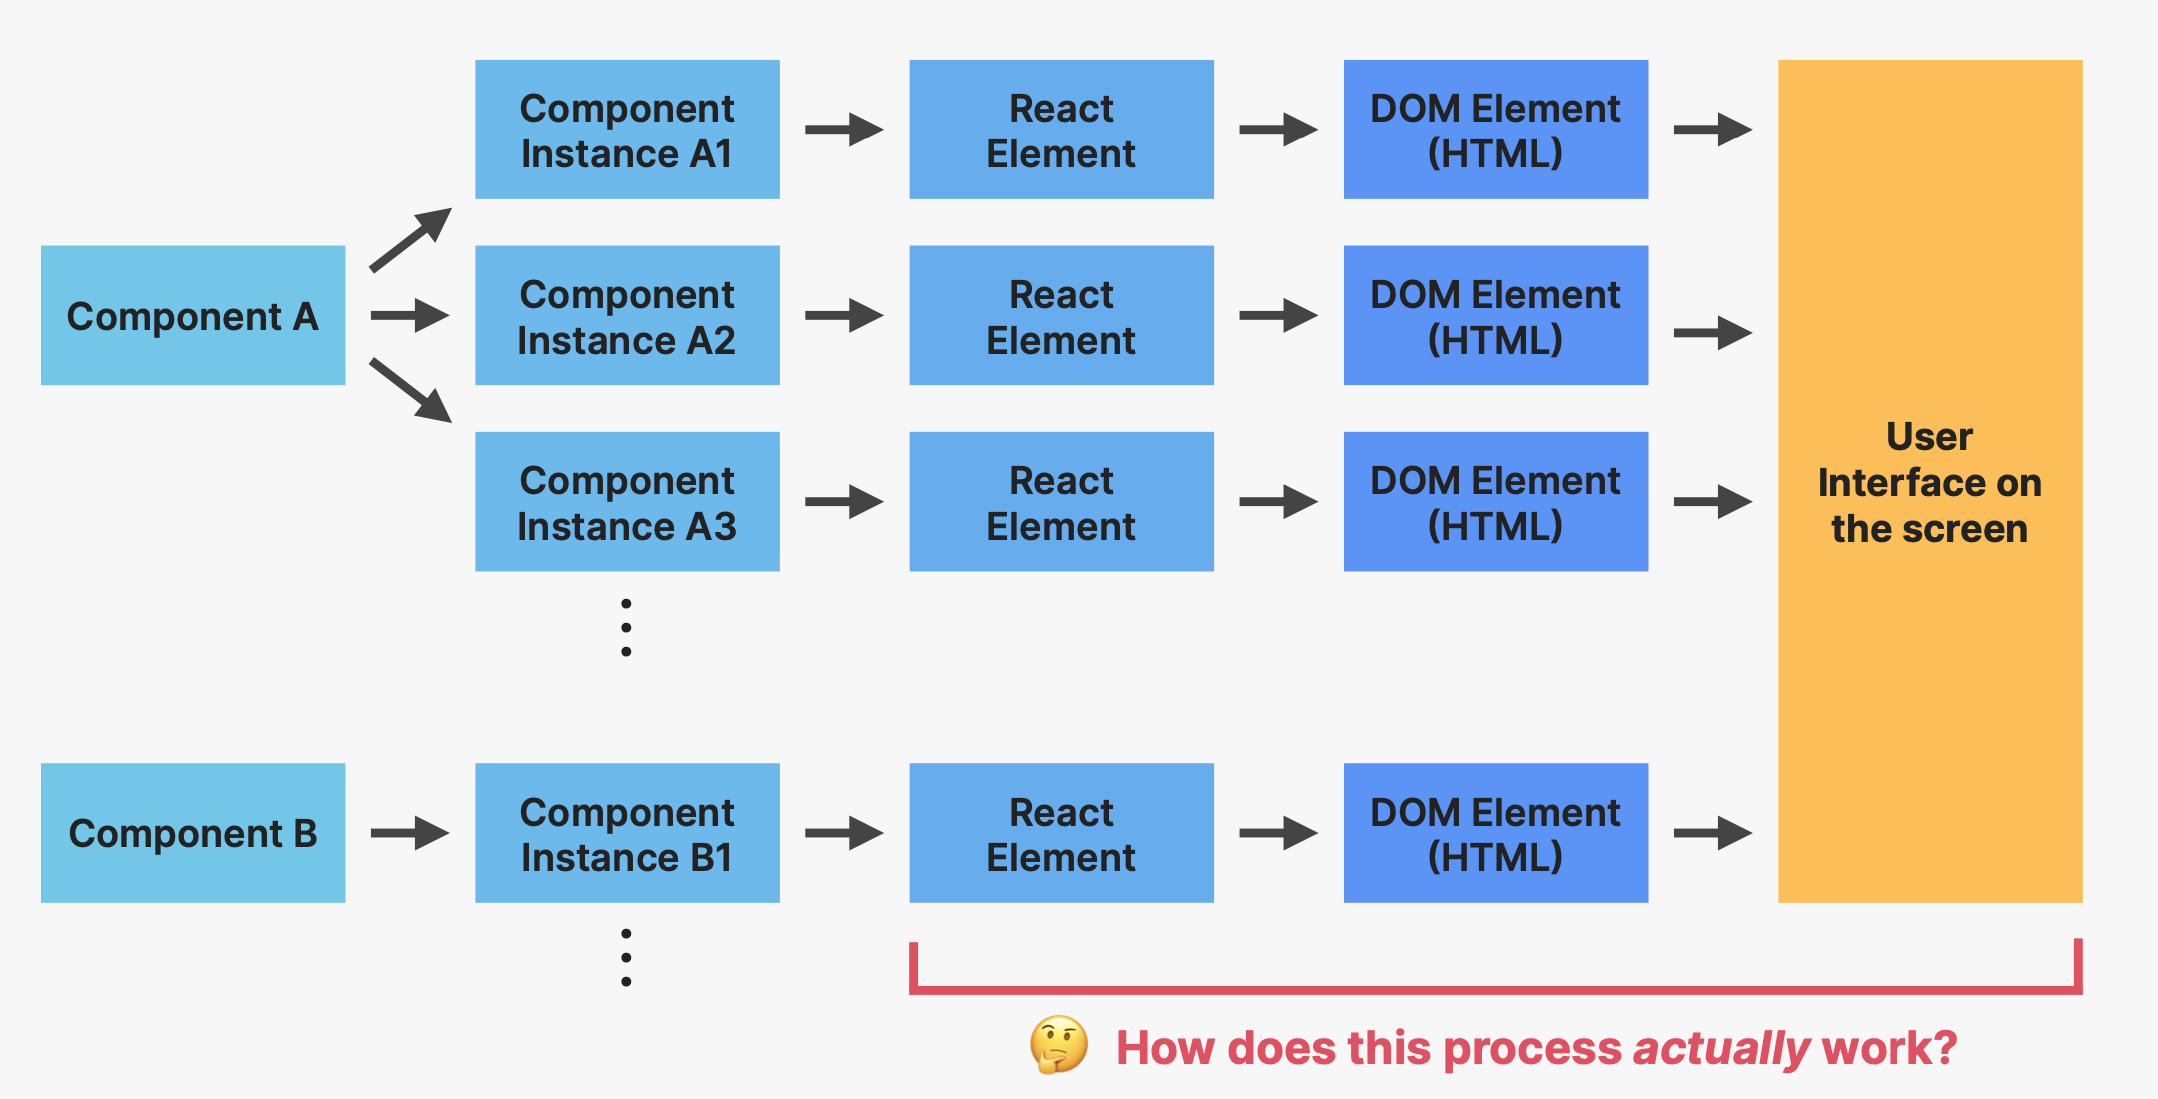 Component
Instance A1
React
Element
DOM Element
(HTML)
Component A
Component
Instance A2
React
Element
DOM Element
(HTML)
Component
Instance A3
React
Element
DOM Element
(HTML)
User
Interface on
the screen
Component B
Component
Instance B1
React
Element
DOM Element
(HTML)
🤔 How does this process actually work?